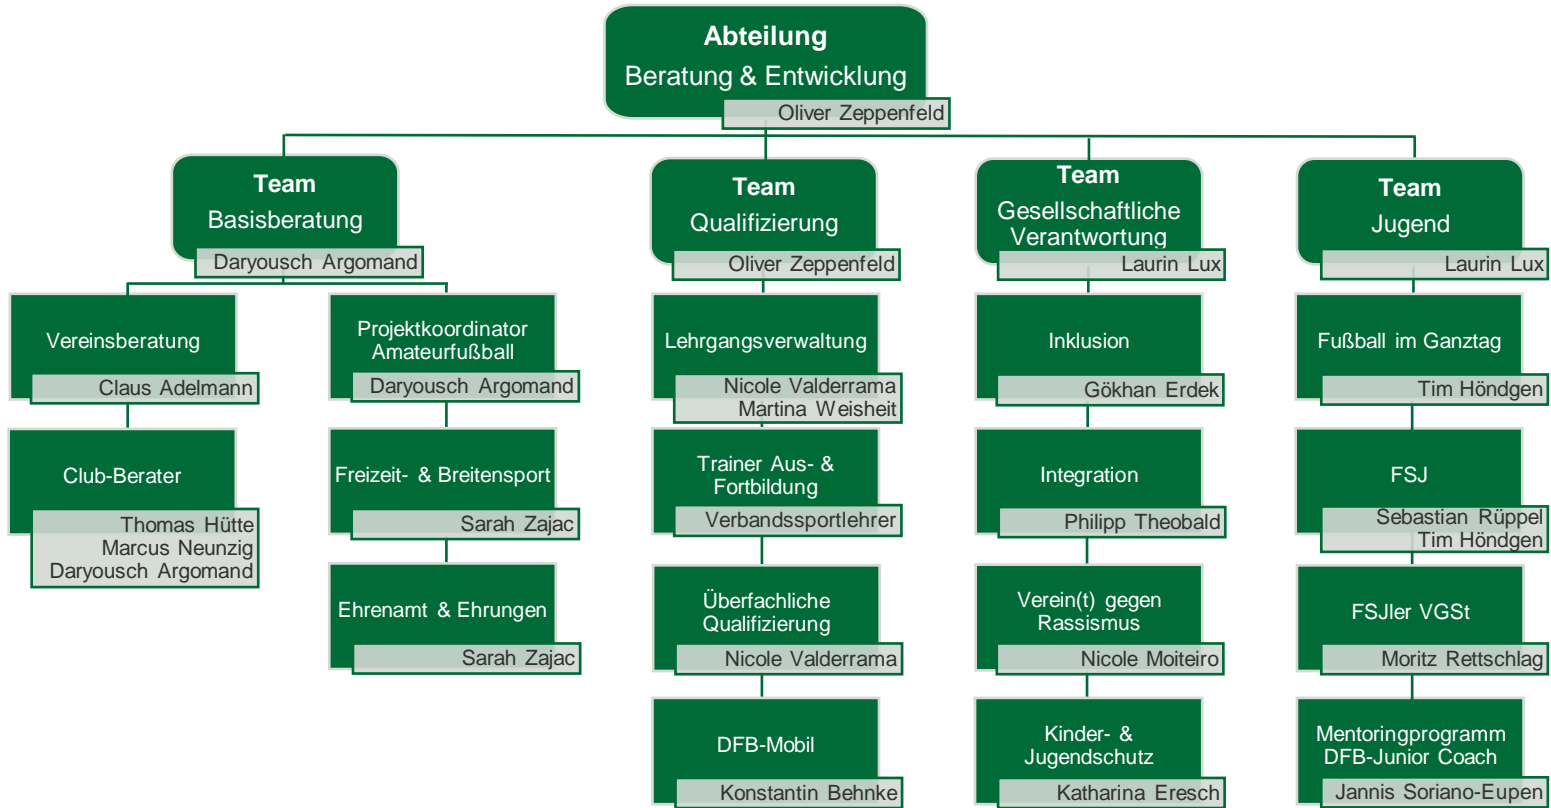 Abteilung
Beratung & Entwicklung
Oliver Zeppenfeld
Team
Basisberatung
Daryousch Argomand
Vereinsberatung
Claus Adelmann
Club-Berater
Thomas Hütte
Marcus Neunzig
Daryousch Argomand
Projektkoordinator
Amateurfußball
Daryousch Argomand
Freizeit- & Breitensport
Sarah Zajac
Ehrenamt & Ehrungen
Sarah Zajac
Team
Qualifizierung
Oliver Zeppenfeld
Lehrgangsverwaltung
Nicole Valderrama
Martina Weisheit
Trainer Aus- &
Fortbildung
Verbandssportlehrer
Überfachliche
Qualifizierung
Nicole Valderrama
DFB-Mobil
Konstantin Behnke
Team
Gesellschaftliche
Verantwortung
Laurin Lux
Inklusion
Gökhan Erdek
Integration
Philipp Theobald
Verein(t) gegen
Rassismus
Nicole Moiteiro
Kinder- &
Jugendschutz
Katharina Eresch
Team
Jugend
Laurin Lux
Fußball im Ganztag
Tim Höndgen
FSJ
Sebastian Rüppel
Tim Höndgen
FSJler VGSt
Moritz Rettschlag
Mentoringprogramm
DFB-Junior Coach
Jannis Soriano-Eupen